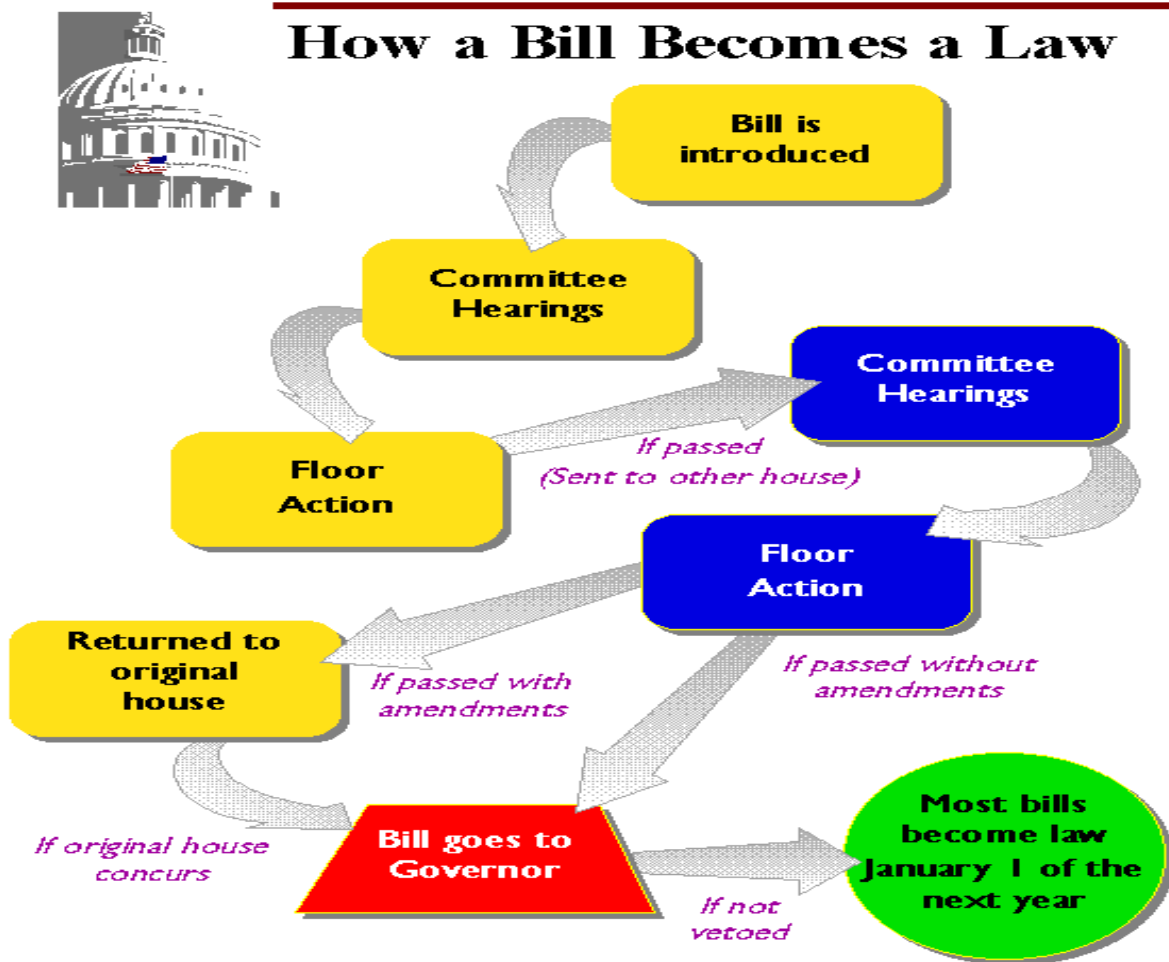 How a Bill Becomes a Law
Bill is
introduced
Committee
Hearings
Committee
Hearings
If passed
(Sent to other house)
Floor
Action
Floor
Action
Returned to
original
house
If passed with
amendments
If passed without
amendments
If original house
concurs
Bill goes to
Governor
If not
vetoed
Most bills
become law
January 1 of the
next year